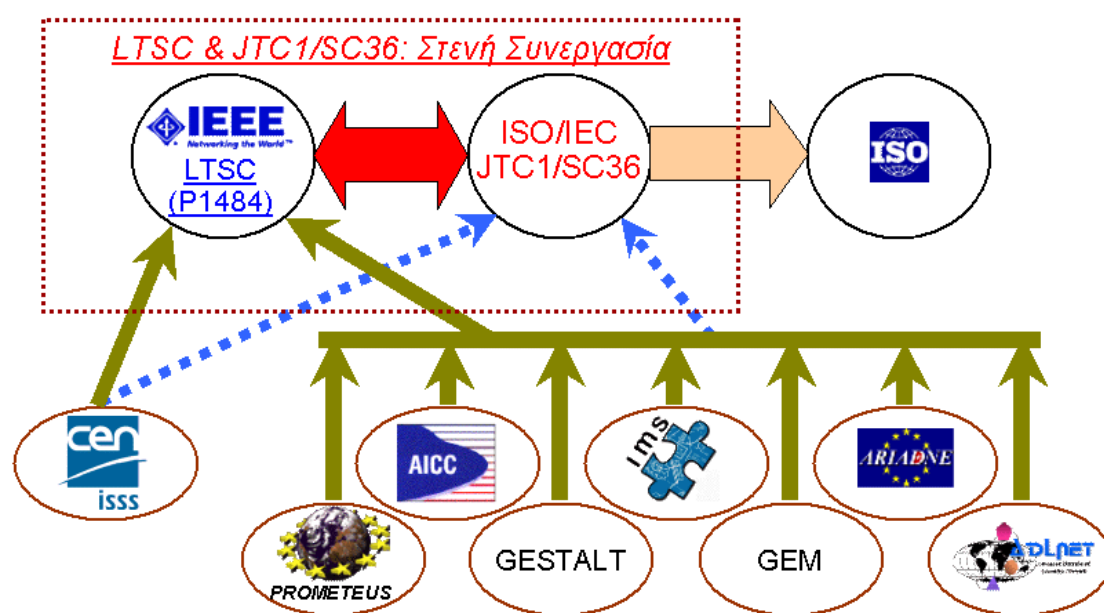 LTSC & JTC1/SC36: Στενή Συνεργασία
IEEE
Networking the World™
LTSC
(P1484)
ISO/IEC
JTC1/SC36
ISO
cen
isss
AICC
ims
ARIADNE
PROMETEUS
GESTALT
GEM
ADLnet